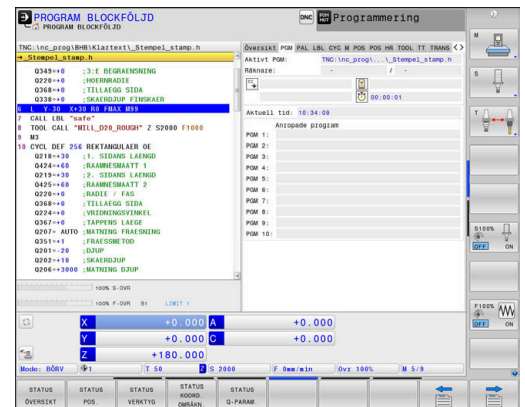 PROGRAM BLOCKFÖLJD
PROGRAM BLOCKFÖLJD
DNC
Programmering
TNC:\nc_prog\BHB\Klartext\_Stempel_stamp.h
→_Stempel_stamp.h
Q349=+0 ;3:E BEGRAENSNING
Q220=+0 ;HOERNRADIE
Q368=+0 ;TILLAEGG SIDA
Q338=+0 ;SKAERDJUP FINSKAER
6 L Y-30 X+30 R0 FMAX M99
7 CALL LBL "safe"
8 TOOL CALL "MILL_D20_ROUGH" Z S2000 F1000
9 M3
10 CYCL DEF 256 REKTANGULAER OE
Q218=+30 ;1. SIDANS LAENGD
Q424=+60 ;RAAMNESMAATT 1
Q219=+30 ;2. SIDANS LAENGD
Q425=+60 ;RAAMNESMAATT 2
Q220=+0 ;RADIE / FAS
Q368=+0 ;TILLAEGG SIDA
Q224=+0 ;VRIDNINGSVINKEL
Q367=+0 ;TAPPENS LAEGE
Q207= AUTO ;MATNING FRAESNING
Q351=+1 ;FRAESSMETOD
Q201=-20 ;DJUP
Q202=+10 ;SKAERDJUP
Q206=+3000 ;MATNING DJUP
Översikt PGM PAL LBL CYC M POS POS HR TOOL TT TRANS
Aktivt PGM: TNC:\nc_prog\...\_Stempel_stamp.h
Räknare: - / -
00:00:01
Aktuell tid: 10:34:09
Anropade program
PGM 1:
PGM 2:
PGM 3:
PGM 4:
PGM 5:
PGM 6:
PGM 7:
PGM 8:
PGM 9:
PGM 10:
100% S-OVR
100% F-OVR S1 LIMIT 1
X +0.000 A +0.000
Y +0.000 C +0.000
Z +180.000
Mode: BÖRV 1 T 50 Z S 2000 F 0mm/min Ovr 100% M 5/9
M
S
T
S100%
OFF ON
F100%
OFF ON
STATUS ÖVERSIKT
STATUS POS.
STATUS VERKTYG
STATUS KOORD. OMRÄKN.
STATUS Q-PARAM.